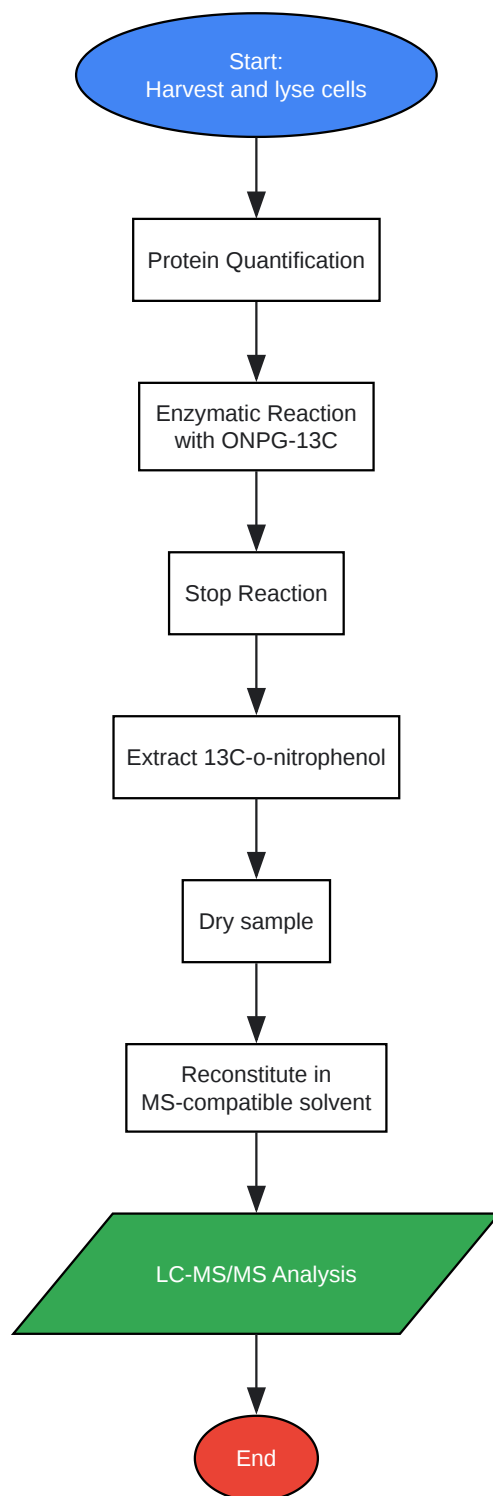 Start:
Harvest and lyse cells
Protein Quantification
Enzymatic Reaction
with ONPG-13C
Stop Reaction
Extract 13C-o-nitrophenol
Dry sample
Reconstitute in
MS-compatible solvent
LC-MS/MS Analysis
End